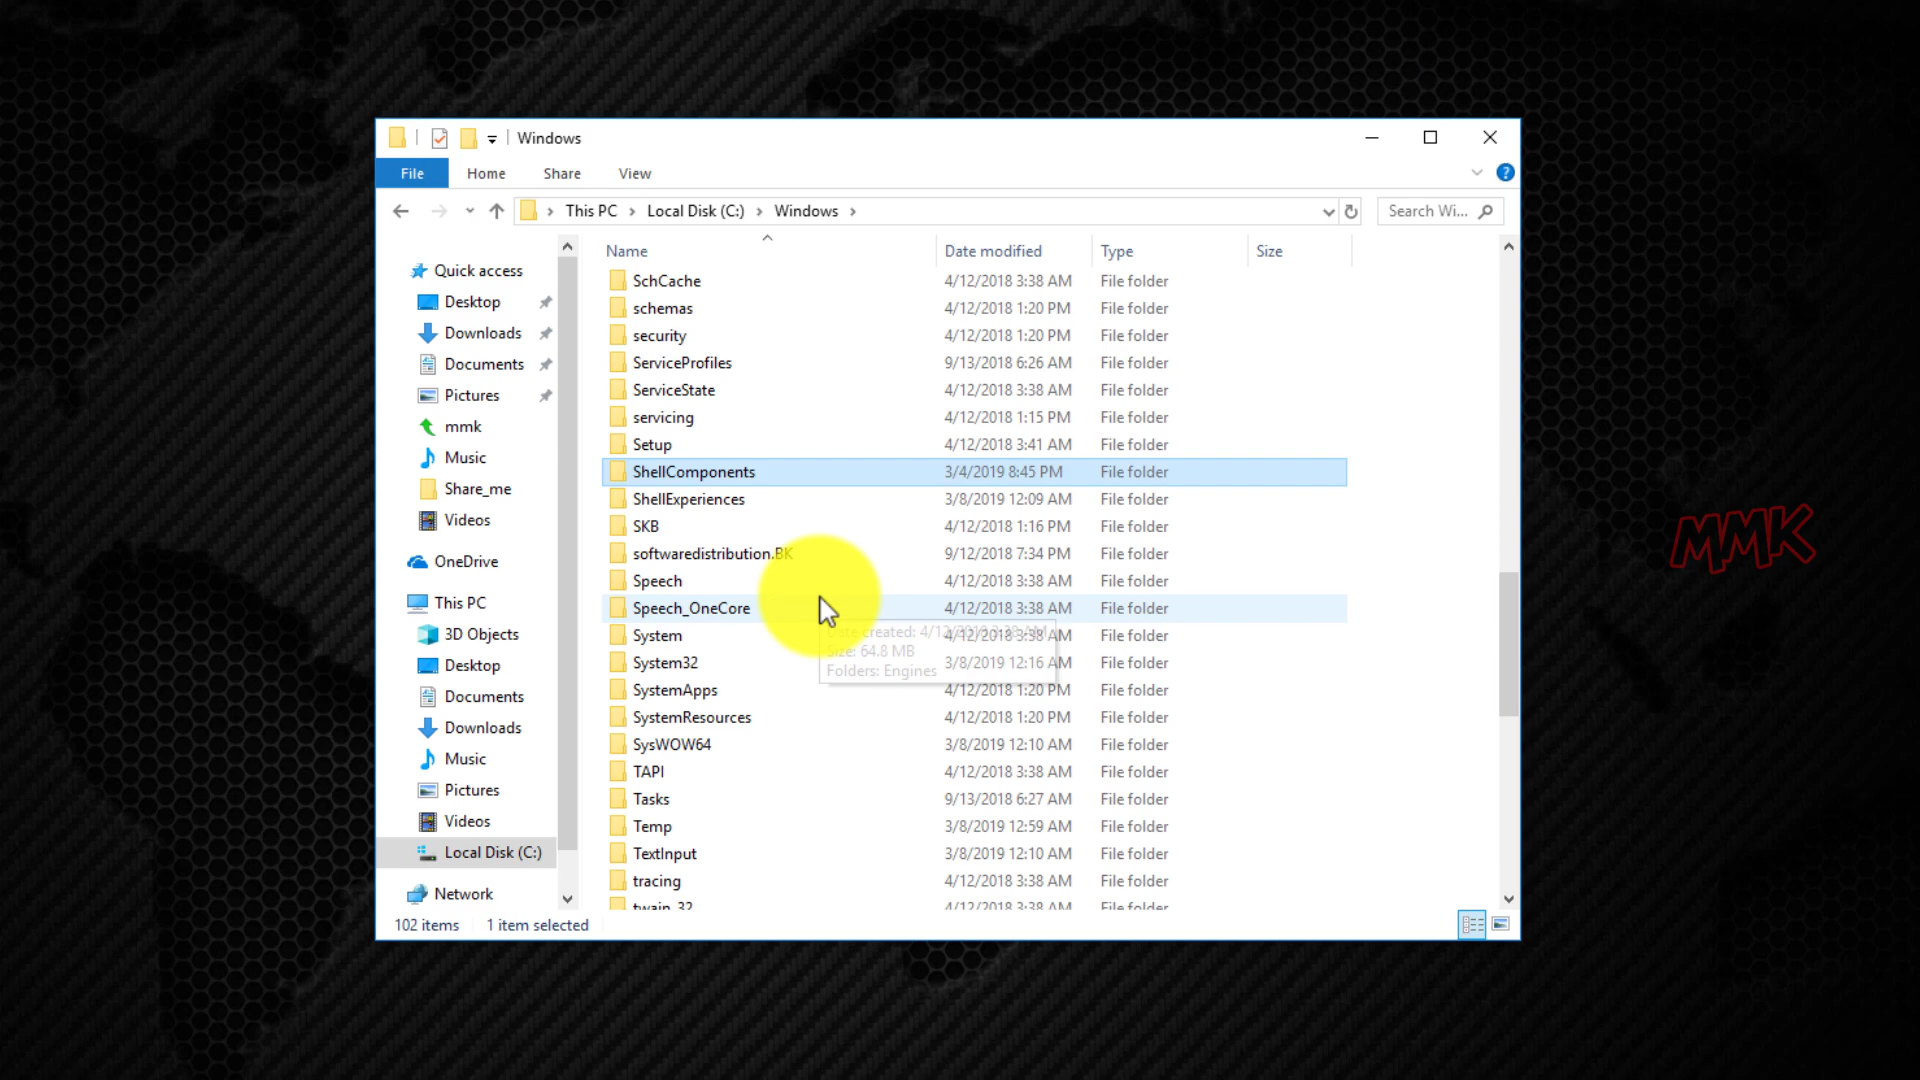 Windows
File Home Share View
This PC Local Disk (C:) Windows Search Wi...
Name Date modified Type Size
Quick access
Desktop
Downloads
Documents
Pictures
mmk
Music
Share_me
Videos
OneDrive
This PC
3D Objects
Desktop
Documents
Downloads
Music
Pictures
Videos
Local Disk (C:)
Network
SchCache 4/12/2018 3:38 AM File folder
schemas 4/12/2018 1:20 PM File folder
security 4/12/2018 1:20 PM File folder
ServiceProfiles 9/13/2018 6:26 AM File folder
ServiceState 4/12/2018 3:38 AM File folder
servicing 4/12/2018 1:15 PM File folder
Setup 4/12/2018 3:41 AM File folder
ShellComponents 3/4/2019 8:45 PM File folder
ShellExperiences 3/8/2019 12:09 AM File folder
SKB 4/12/2018 1:16 PM File folder
softwaredistribution.BK 9/12/2018 7:34 PM File folder
Speech 4/12/2018 3:38 AM File folder
Speech_OneCore 4/12/2018 3:38 AM File folder
System 4/12/2018 3:38 AM File folder
System32 3/8/2019 12:16 AM File folder
SystemApps 4/12/2018 1:20 PM File folder
SystemResources 4/12/2018 1:20 PM File folder
SysWOW64 3/8/2019 12:10 AM File folder
TAPI 4/12/2018 3:38 AM File folder
Tasks 9/13/2018 6:27 AM File folder
Temp 3/8/2019 12:59 AM File folder
TextInput 3/8/2019 12:10 AM File folder
tracing 4/12/2018 3:38 AM File folder
twain_32 4/12/2018 3:38 AM File folder
Date created:
Size: 64.8 MB
Folders: Engines
102 items 1 item selected
MMK